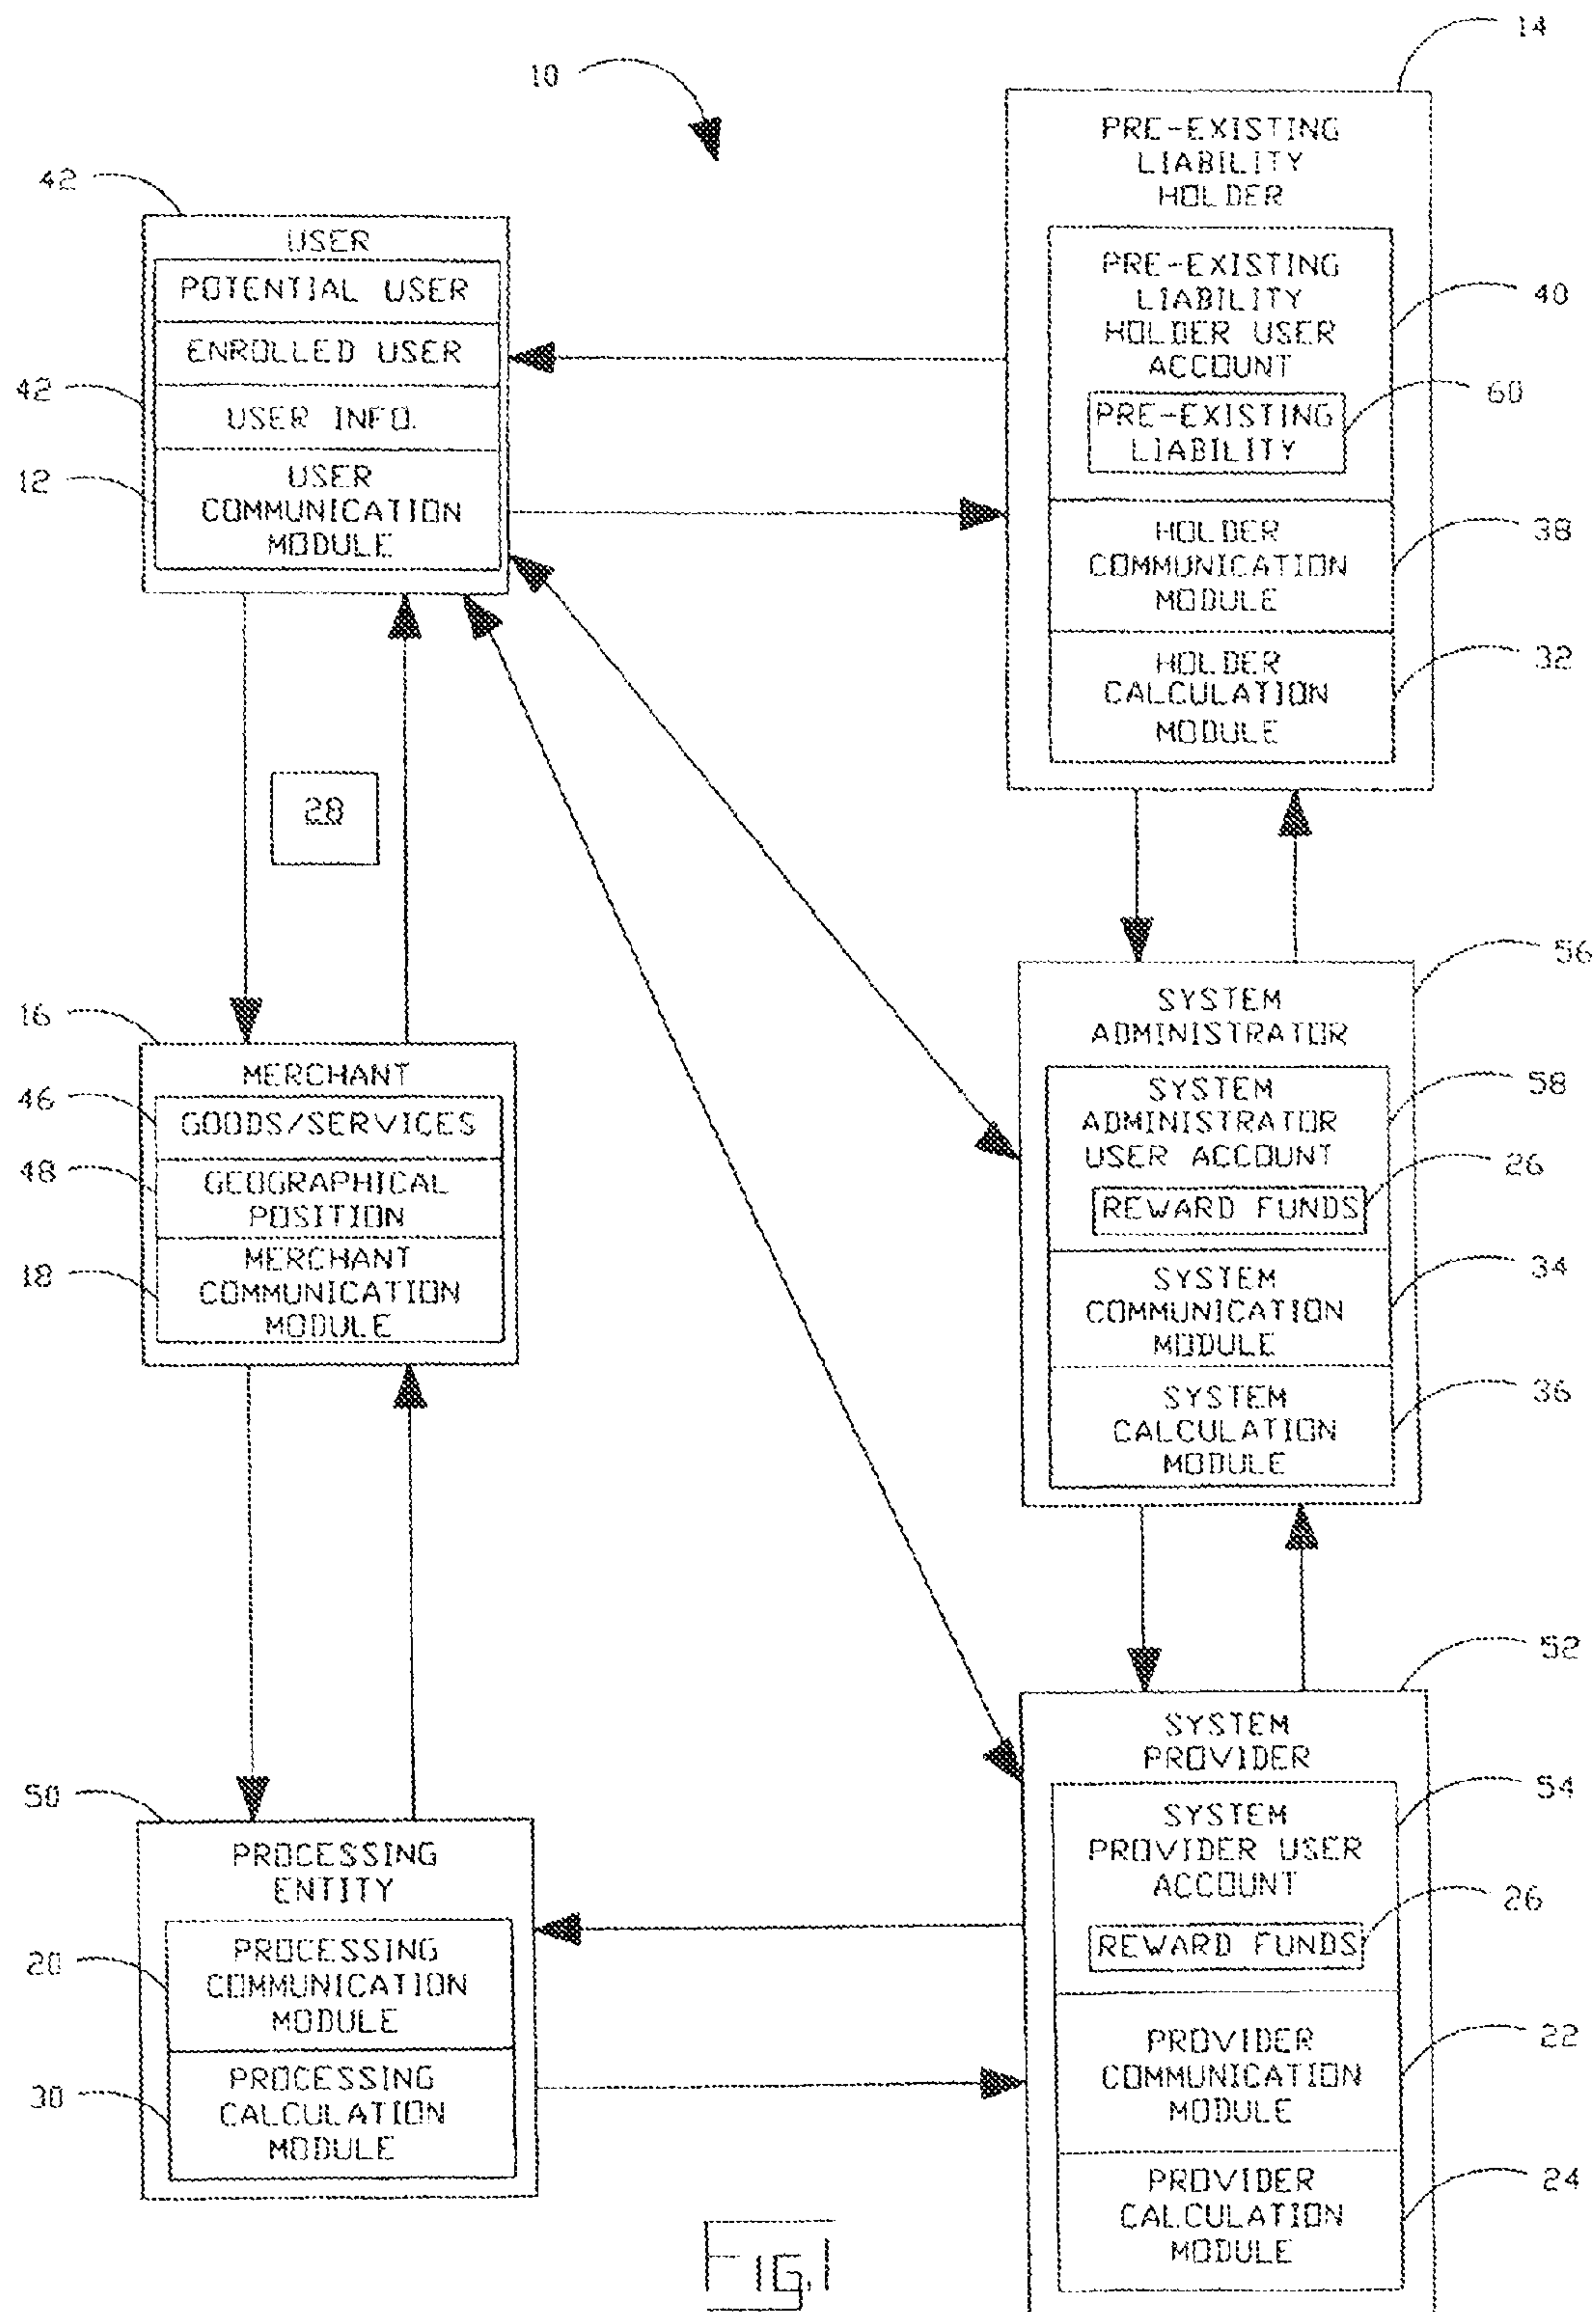 14
10
PRE-EXISTING
LIABILITY
HOLDER
42
USER
POTENTIAL USER
ENROLLED USER
42
USER INFO.
12
USER
COMMUNICATION
MODULE
PRE-EXISTING
LIABILITY
HOLDER USER
ACCOUNT
40
60
PRE-EXISTING
LIABILITY
HOLDER
COMMUNICATION
MODULE
38
HOLDER
CALCULATION
MODULE
32
28
56
SYSTEM
ADMINISTRATOR
SYSTEM
ADMINISTRATOR
USER ACCOUNT
58
26
REWARD FUNDS
SYSTEM
COMMUNICATION
MODULE
34
SYSTEM
CALCULATION
MODULE
36
16
MERCHANT
46
GOODS/SERVICES
48
GEOGRAPHICAL
POSITION
18
MERCHANT
COMMUNICATION
MODULE
52
SYSTEM
PROVIDER
SYSTEM
PROVIDER USER
ACCOUNT
54
26
REWARD FUNDS
PROVIDER
COMMUNICATION
MODULE
22
PROVIDER
CALCULATION
MODULE
24
50
PROCESSING
ENTITY
20
PROCESSING
COMMUNICATION
MODULE
30
PROCESSING
CALCULATION
MODULE
FIG.1